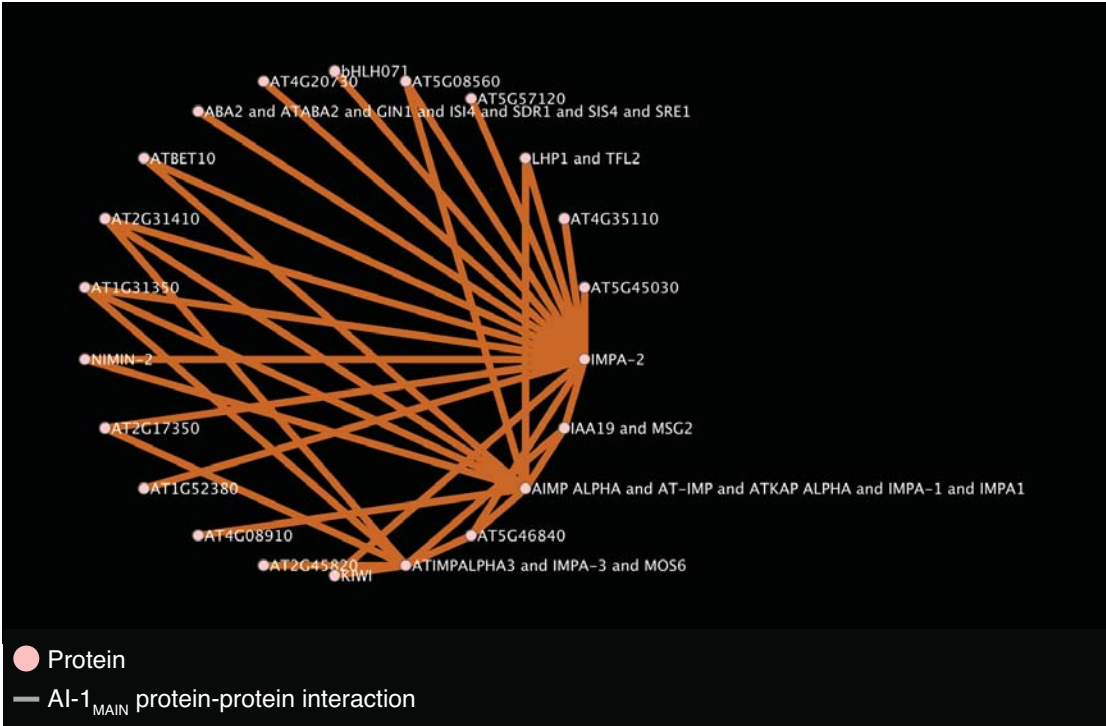 bHLH071
AT4G20730
AT5G08560
AT5G57120
ABA2 and ATABA2 and GIN1 and ISI4 and SDR1 and SIS4 and SRE1
ATBET10
LHP1 and TFL2
AT2G31410
AT4G35110
AT1G31350
AT5G45030
NIMIN-2
IMPA-2
AT2G17350
IAA19 and MSG2
AT1G52380
AIMP ALPHA and AT-IMP and ATKAP ALPHA and IMPA-1 and IMPA1
AT4G08910
AT5G46840
AT2G45820
ATIMPALPHA3 and IMPA-3 and MOS6
KIWI
Protein
AI-1MAIN protein-protein interaction